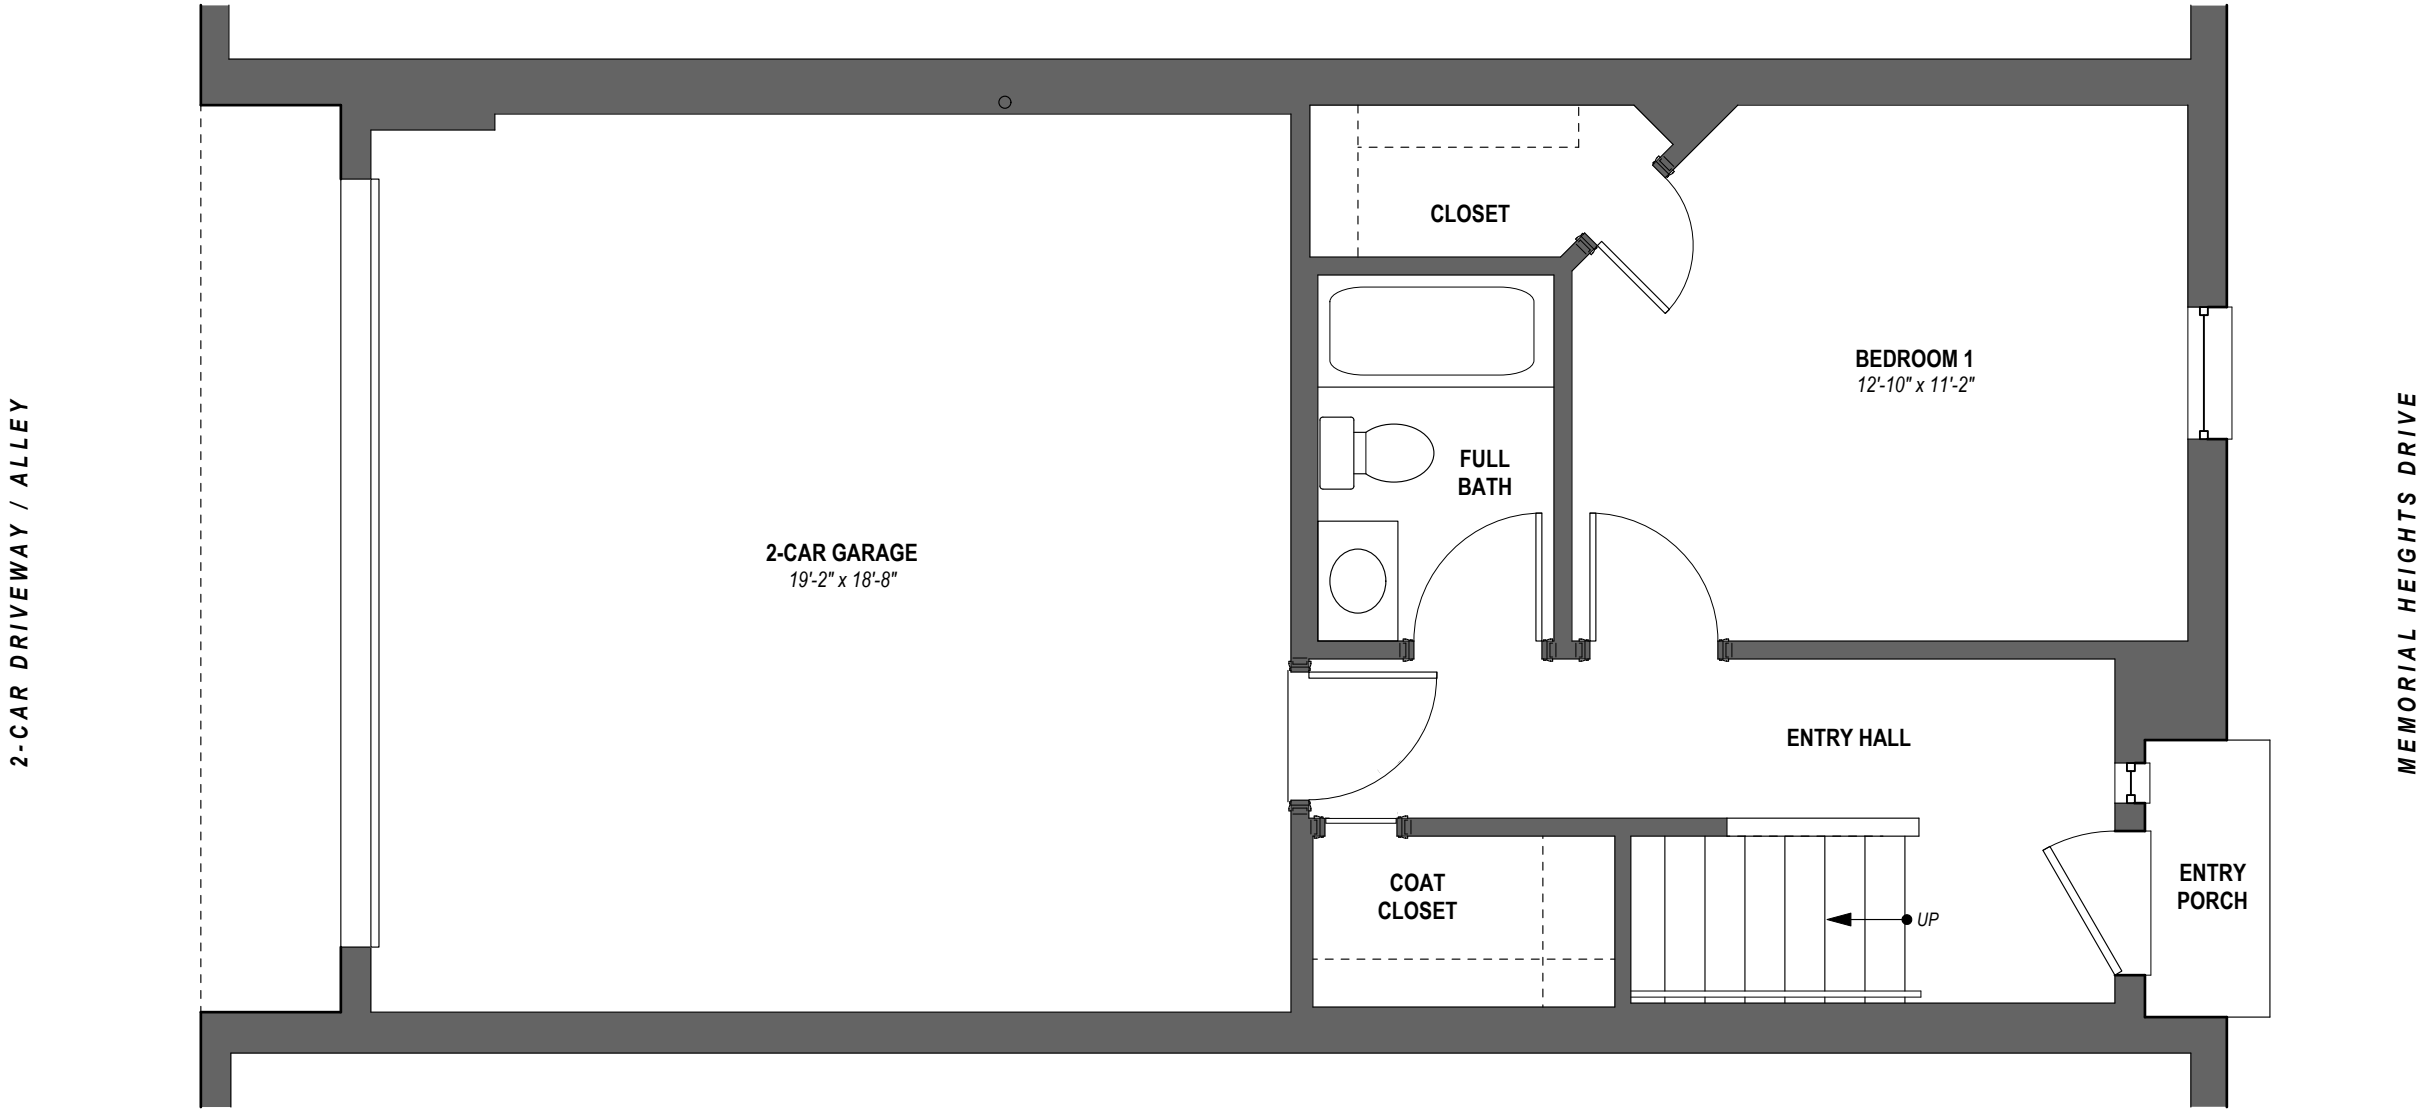 2-CAR DRIVEWAY / ALLEY
2-CAR GARAGE
19'-2" x 18'-8"
CLOSET
FULL
BATH
BEDROOM 1
12'-10" x 11'-2"
ENTRY HALL
COAT
CLOSET
UP
ENTRY
PORCH
MEMORIAL HEIGHTS DRIVE